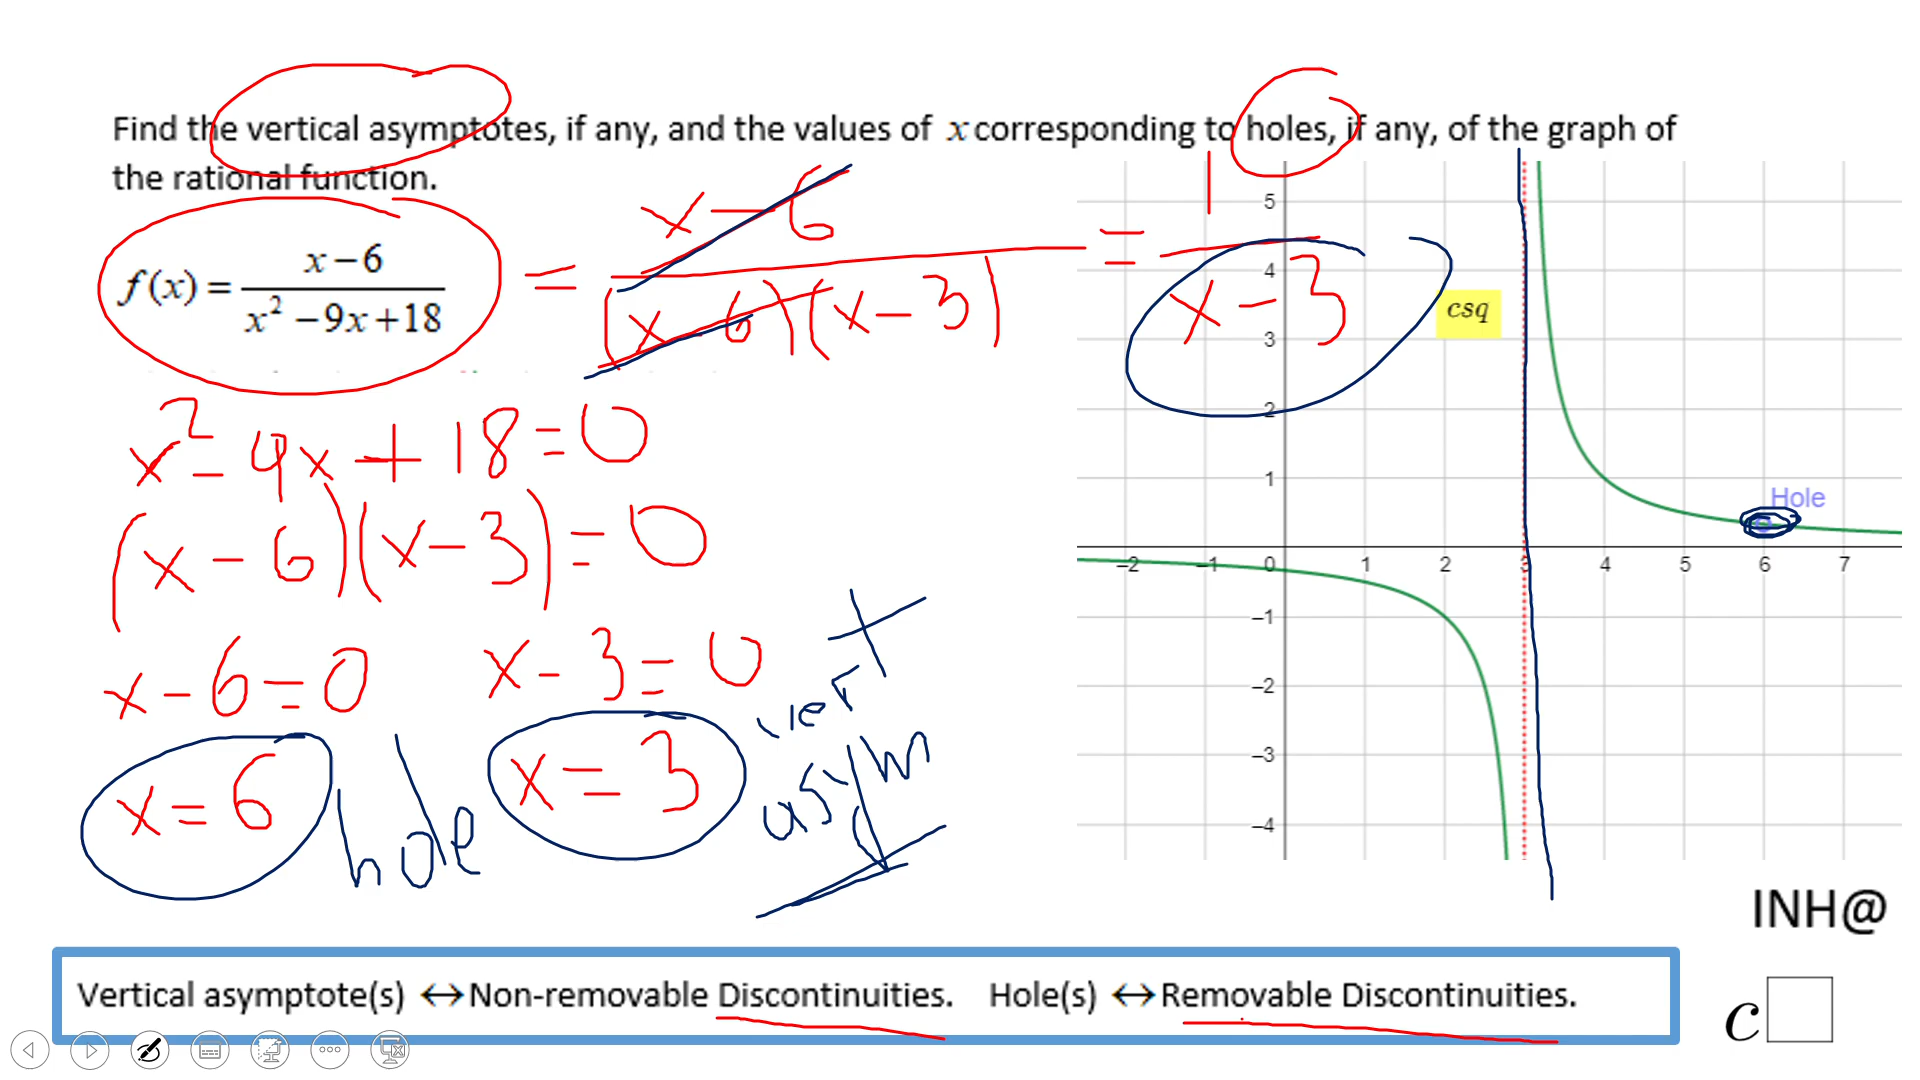 Find the vertical asymptotes, if any, and the values of x corresponding to holes, if any, of the graph of
the rational function.
f(x) = (x−6)/(x² −9x+18) = (x−6)/((x−6)(x−3)) = 1/(x−3)
csq
x² − 4x + 18 = 0
(x − 6)(x − 3) = 0
x − 6 = 0 x − 3 = 0
x = 6 hole x = 3 vert asym
5
4
3
2
1
Hole
−2 −1 0 1 2 3 4 5 6 7
−1
−2
−3
−4
INH@
Vertical asymptote(s) ↔ Non-removable Discontinuities. Hole(s) ↔ Removable Discontinuities.
c